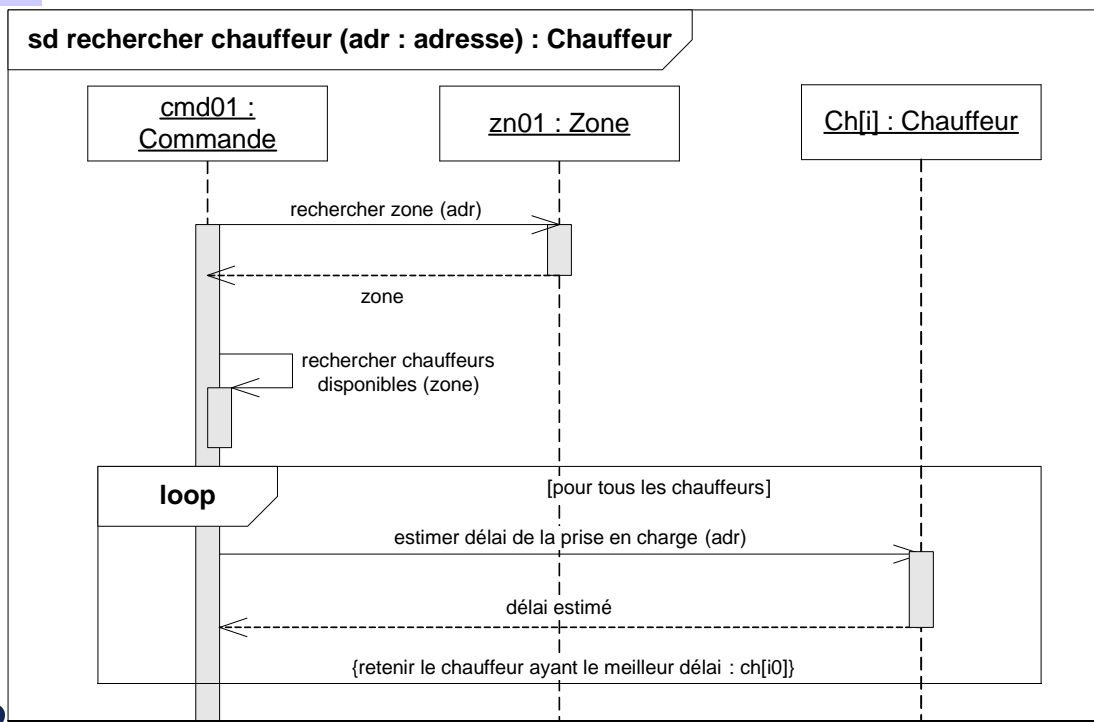 sd rechercher chauffeur (adr : adresse) : Chauffeur
cmd01 :
Commande
zn01 : Zone
Ch[i] : Chauffeur
rechercher zone (adr)
zone
rechercher chauffeurs
disponibles (zone)
loop
[pour tous les chauffeurs]
estimer délai de la prise en charge (adr)
délai estimé
{retenir le chauffeur ayant le meilleur délai : ch[i0]}